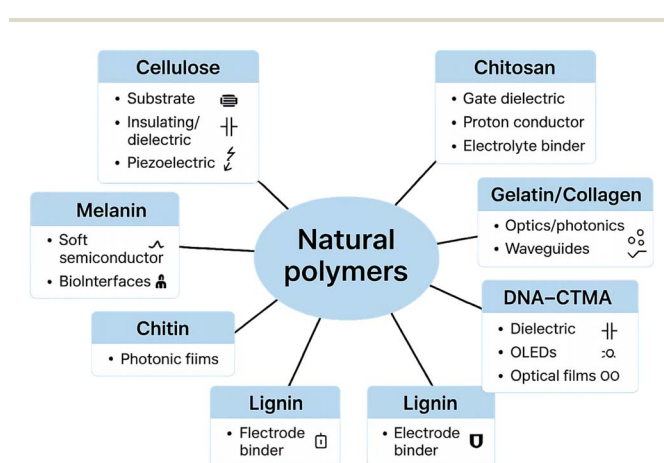 Cellulose
• Substrate
• Insulating/
dielectric
• Piezoelectric
Chitosan
• Gate dielectric
• Proton conductor
• Electrolyte binder
Melanin
• Soft
semiconductor
• BioInterfaces
Natural
polymers
Gelatin/Collagen
• Optics/photonics
• Waveguides
Chitin
• Photonic fiims
DNA–CTMA
• Dielectric
• OLEDs
• Optical films
Lignin
• Flectrode
binder
Lignin
• Electrode
binder